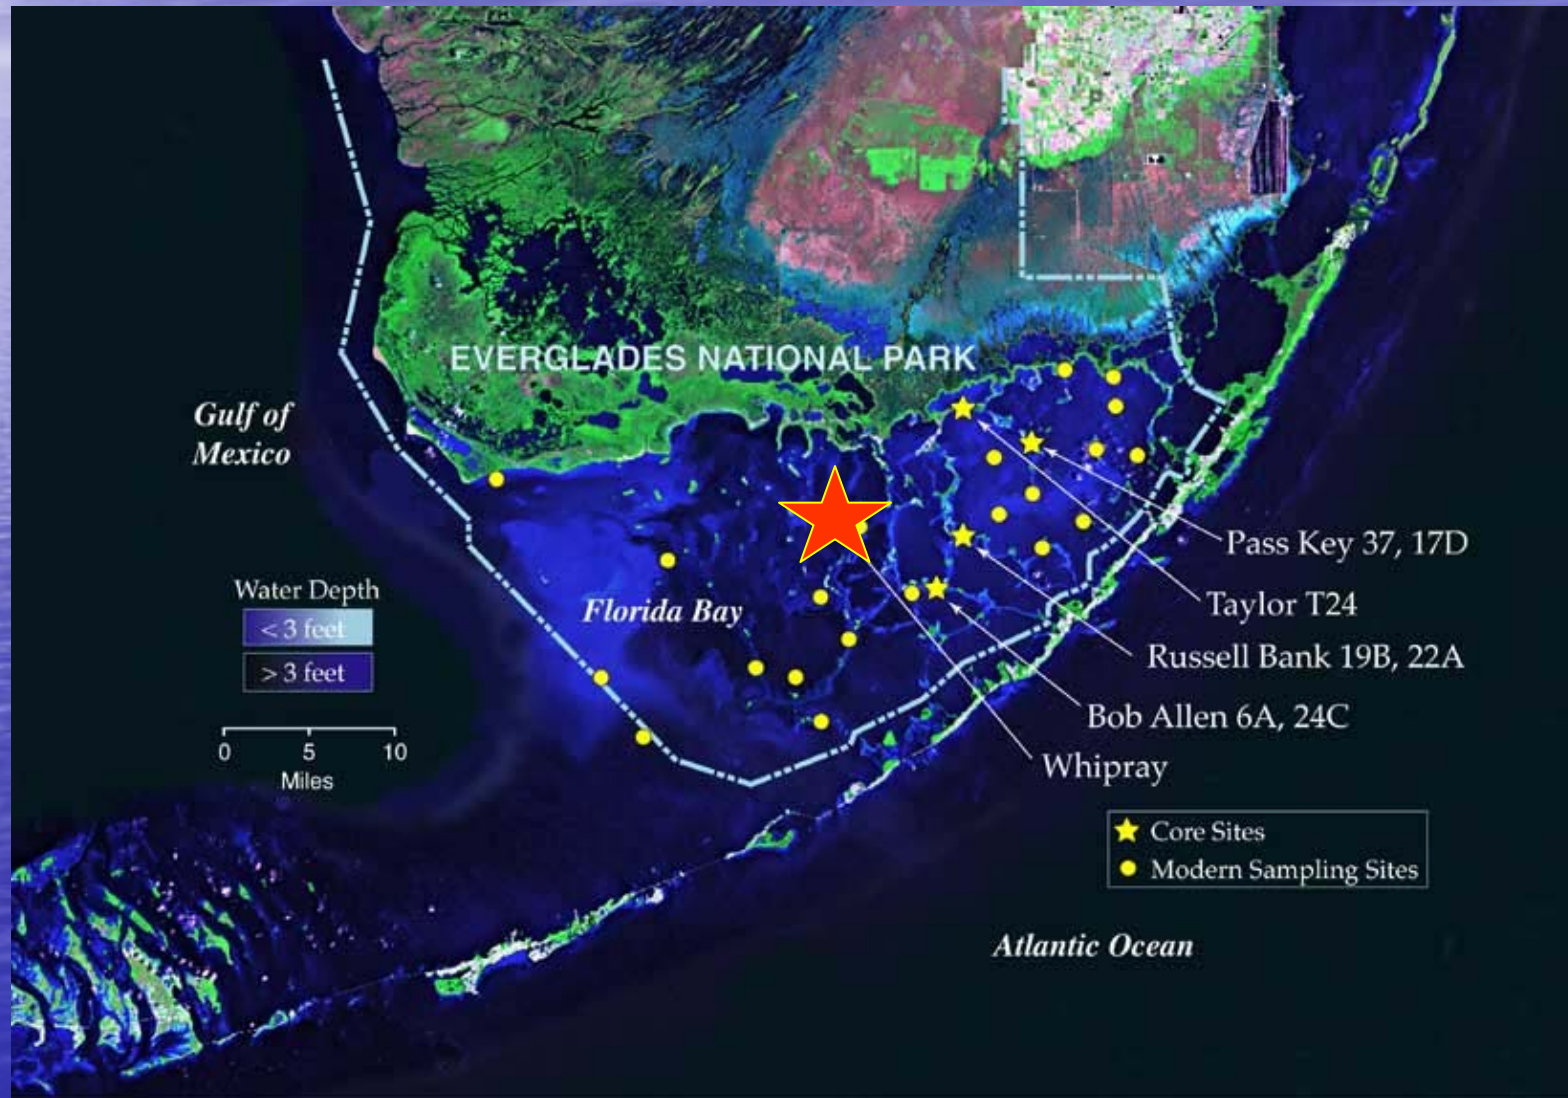 EVERGLADES NATIONAL PARK
Gulf of
Mexico
Pass Key 37, 17D
Taylor T24
Water Depth
< 3 feet
> 3 feet
Florida Bay
Russell Bank 19B, 22A
Bob Allen 6A, 24C
0 5 10
Miles
Whipray
Core Sites
Modern Sampling Sites
Atlantic Ocean